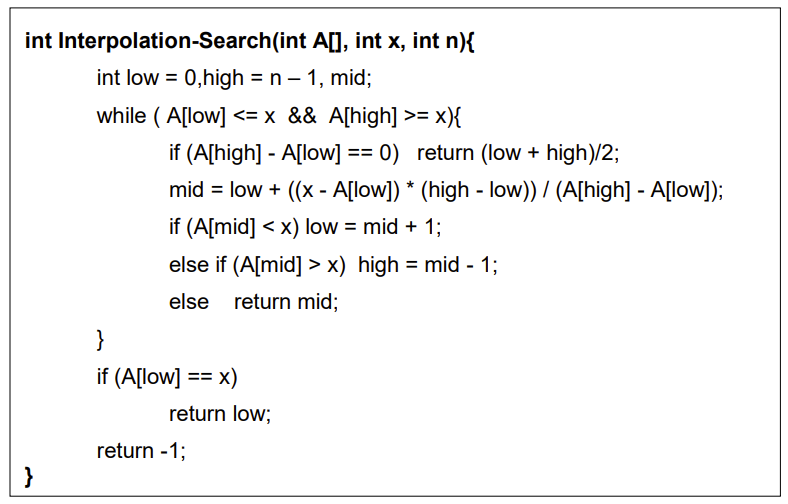 int Interpolation-Search(int A[], int x, int n){
int low = 0,high = n – 1, mid;
while ( A[low] <= x && A[high] >= x){
if (A[high] - A[low] == 0) return (low + high)/2;
mid = low + ((x - A[low]) * (high - low)) / (A[high] - A[low]);
if (A[mid] < x) low = mid + 1;
else if (A[mid] > x) high = mid - 1;
else return mid;
}
if (A[low] == x)
return low;
return -1;
}